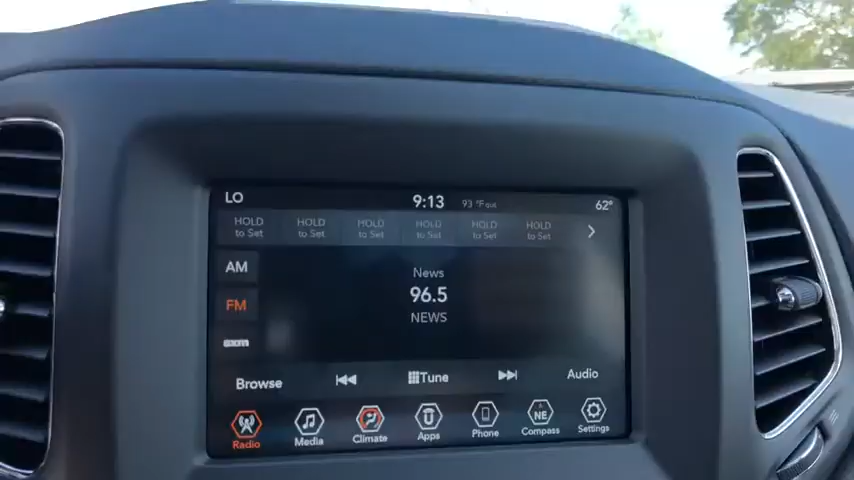 LO 9:13 93 °F out 62°
HOLD to Set HOLD to Set HOLD to Set HOLD to Set HOLD to Set HOLD to Set
AM
FM
sxm
News
96.5
NEWS
Browse Tune Audio
Radio Media Climate Apps Phone NE Compass Settings